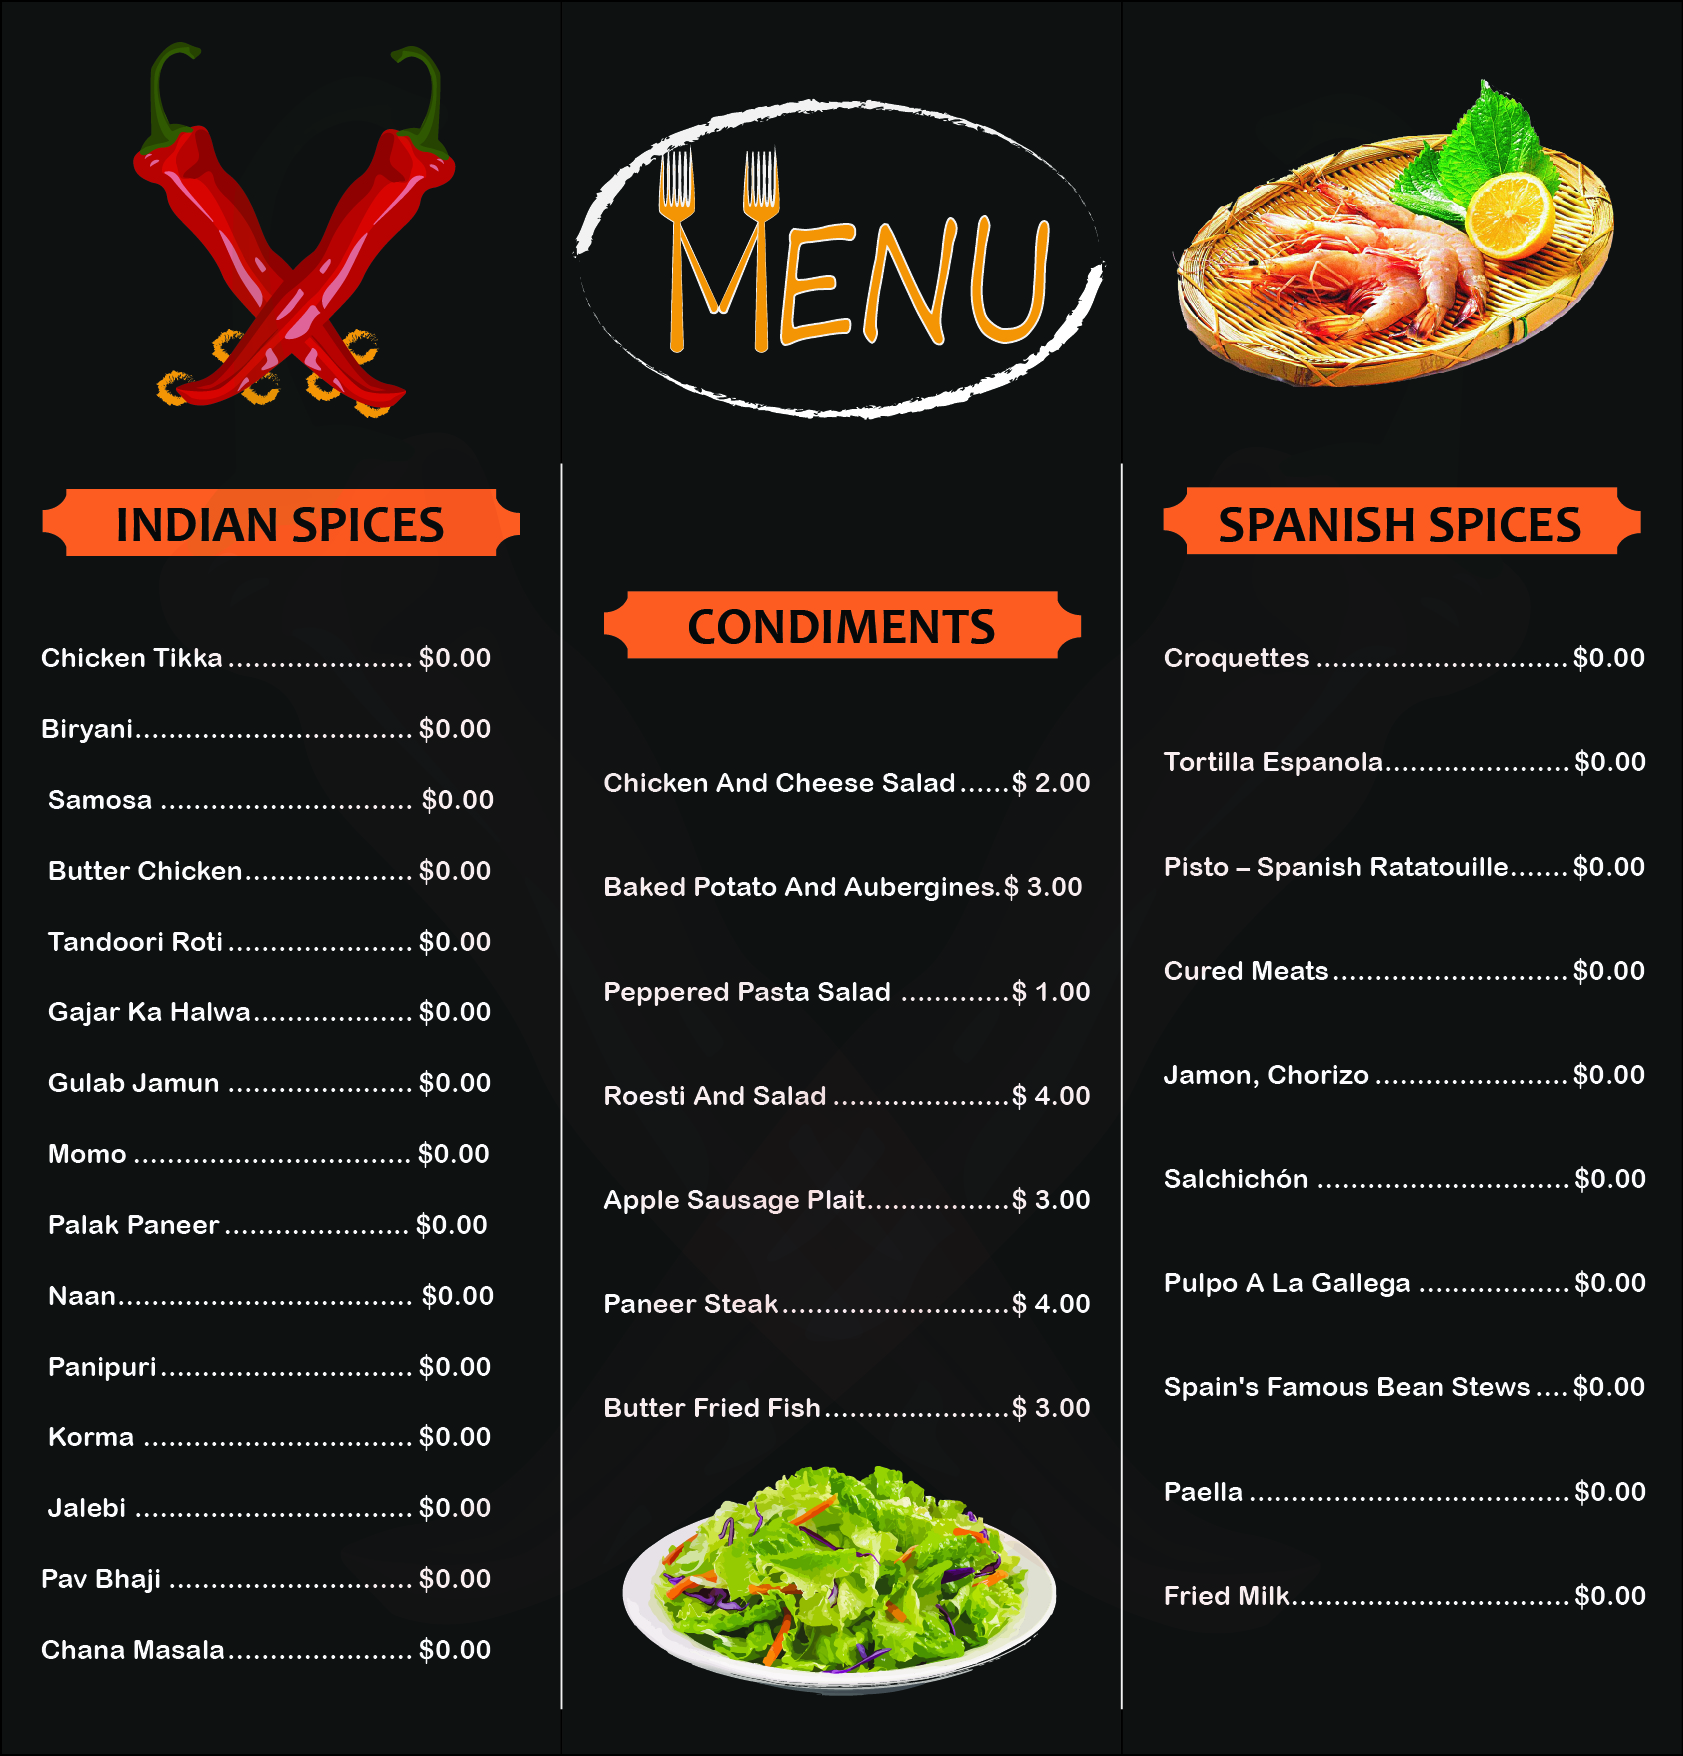 MENU
INDIAN SPICES
Chicken Tikka ...................... $0.00
Biryani................................. $0.00
Samosa .............................. $0.00
Butter Chicken.................... $0.00
Tandoori Roti ...................... $0.00
Gajar Ka Halwa................... $0.00
Gulab Jamun ...................... $0.00
Momo ................................. $0.00
Palak Paneer ...................... $0.00
Naan................................... $0.00
Panipuri.............................. $0.00
Korma ................................ $0.00
Jalebi ................................. $0.00
Pav Bhaji ............................. $0.00
Chana Masala...................... $0.00
CONDIMENTS
Chicken And Cheese Salad......$ 2.00
Baked Potato And Aubergines.$ 3.00
Peppered Pasta Salad .............$ 1.00
Roesti And Salad .....................$ 4.00
Apple Sausage Plait.................$ 3.00
Paneer Steak...........................$ 4.00
Butter Fried Fish......................$ 3.00
SPANISH SPICES
Croquettes .............................. $0.00
Tortilla Espanola...................... $0.00
Pisto – Spanish Ratatouille....... $0.00
Cured Meats............................ $0.00
Jamon, Chorizo ....................... $0.00
Salchichón .............................. $0.00
Pulpo A La Gallega .................. $0.00
Spain's Famous Bean Stews .... $0.00
Paella ...................................... $0.00
Fried Milk................................. $0.00